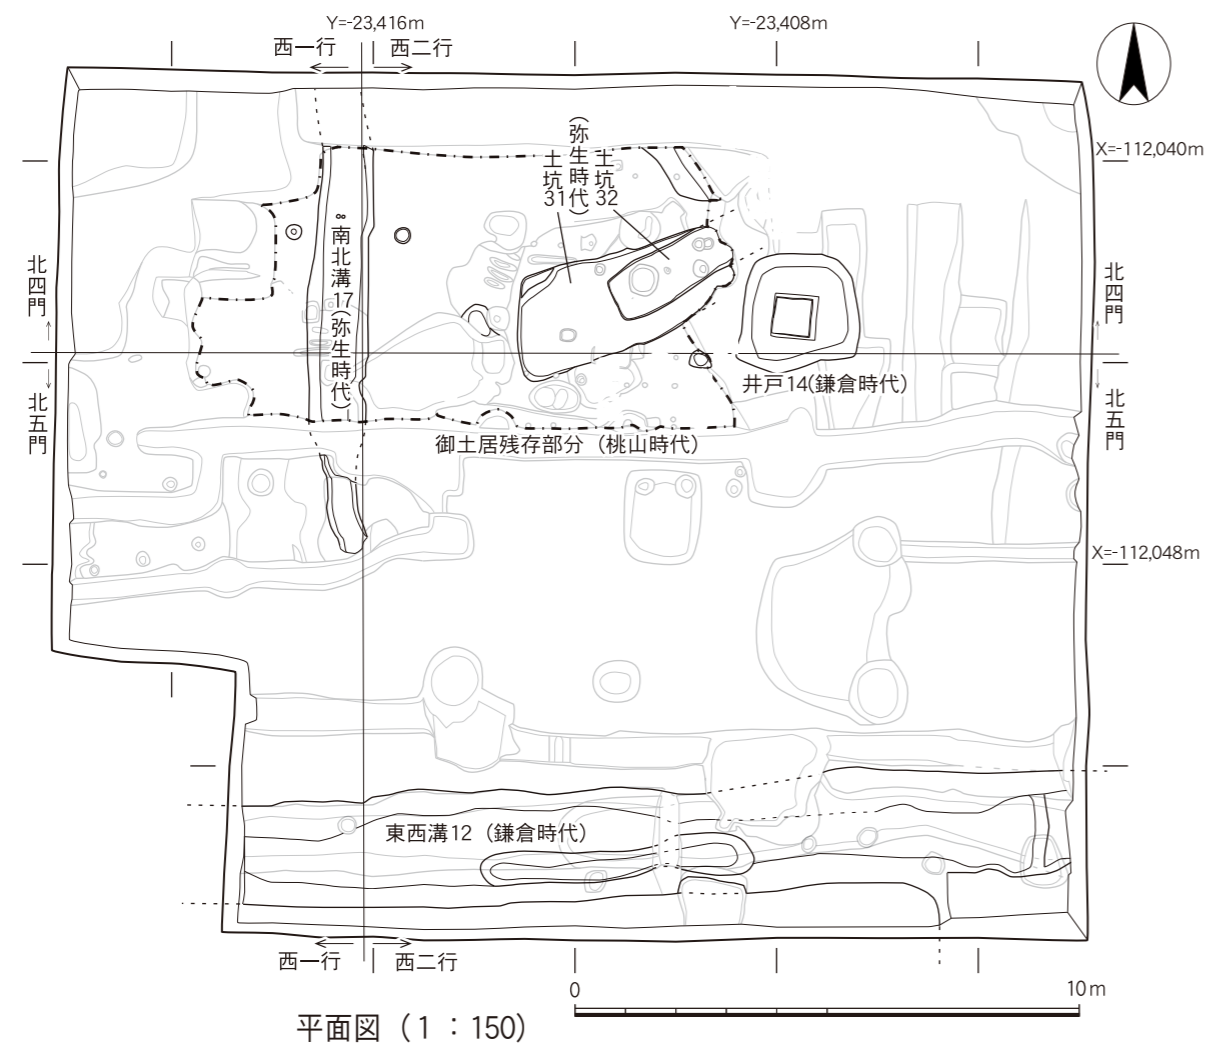 Y=-23,416m
Y=-23,408m
西一行
西二行
X=-112,040m
(弥生時代)
土坑31
土坑32
南北溝17(弥生時代)
北四門
北四門
北五門
北五門
井戸14(鎌倉時代)
御土居残存部分(桃山時代)
X=-112,048m
東西溝12(鎌倉時代)
西一行
西二行
0
10m
平面図(1:150)